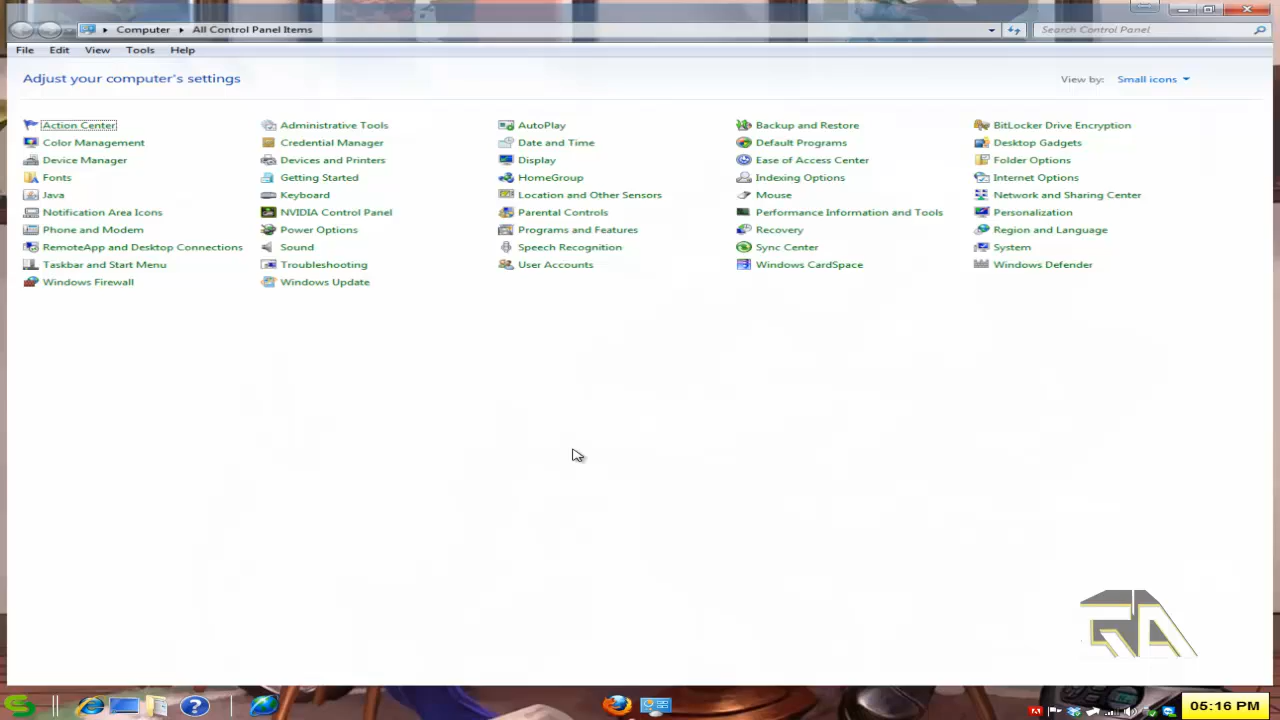 Computer All Control Panel Items
Search Control Panel
File Edit View Tools Help
Adjust your computer's settings
View by: Small icons
Action Center Administrative Tools AutoPlay Backup and Restore BitLocker Drive Encryption
Color Management Credential Manager Date and Time Default Programs Desktop Gadgets
Device Manager Devices and Printers Display Ease of Access Center Folder Options
Fonts Getting Started HomeGroup Indexing Options Internet Options
Java Keyboard Location and Other Sensors Mouse Network and Sharing Center
Notification Area Icons NVIDIA Control Panel Parental Controls Performance Information and Tools Personalization
Phone and Modem Power Options Programs and Features Recovery Region and Language
RemoteApp and Desktop Connections Sound Speech Recognition Sync Center System
Taskbar and Start Menu Troubleshooting User Accounts Windows CardSpace Windows Defender
Windows Firewall Windows Update
05:16 PM